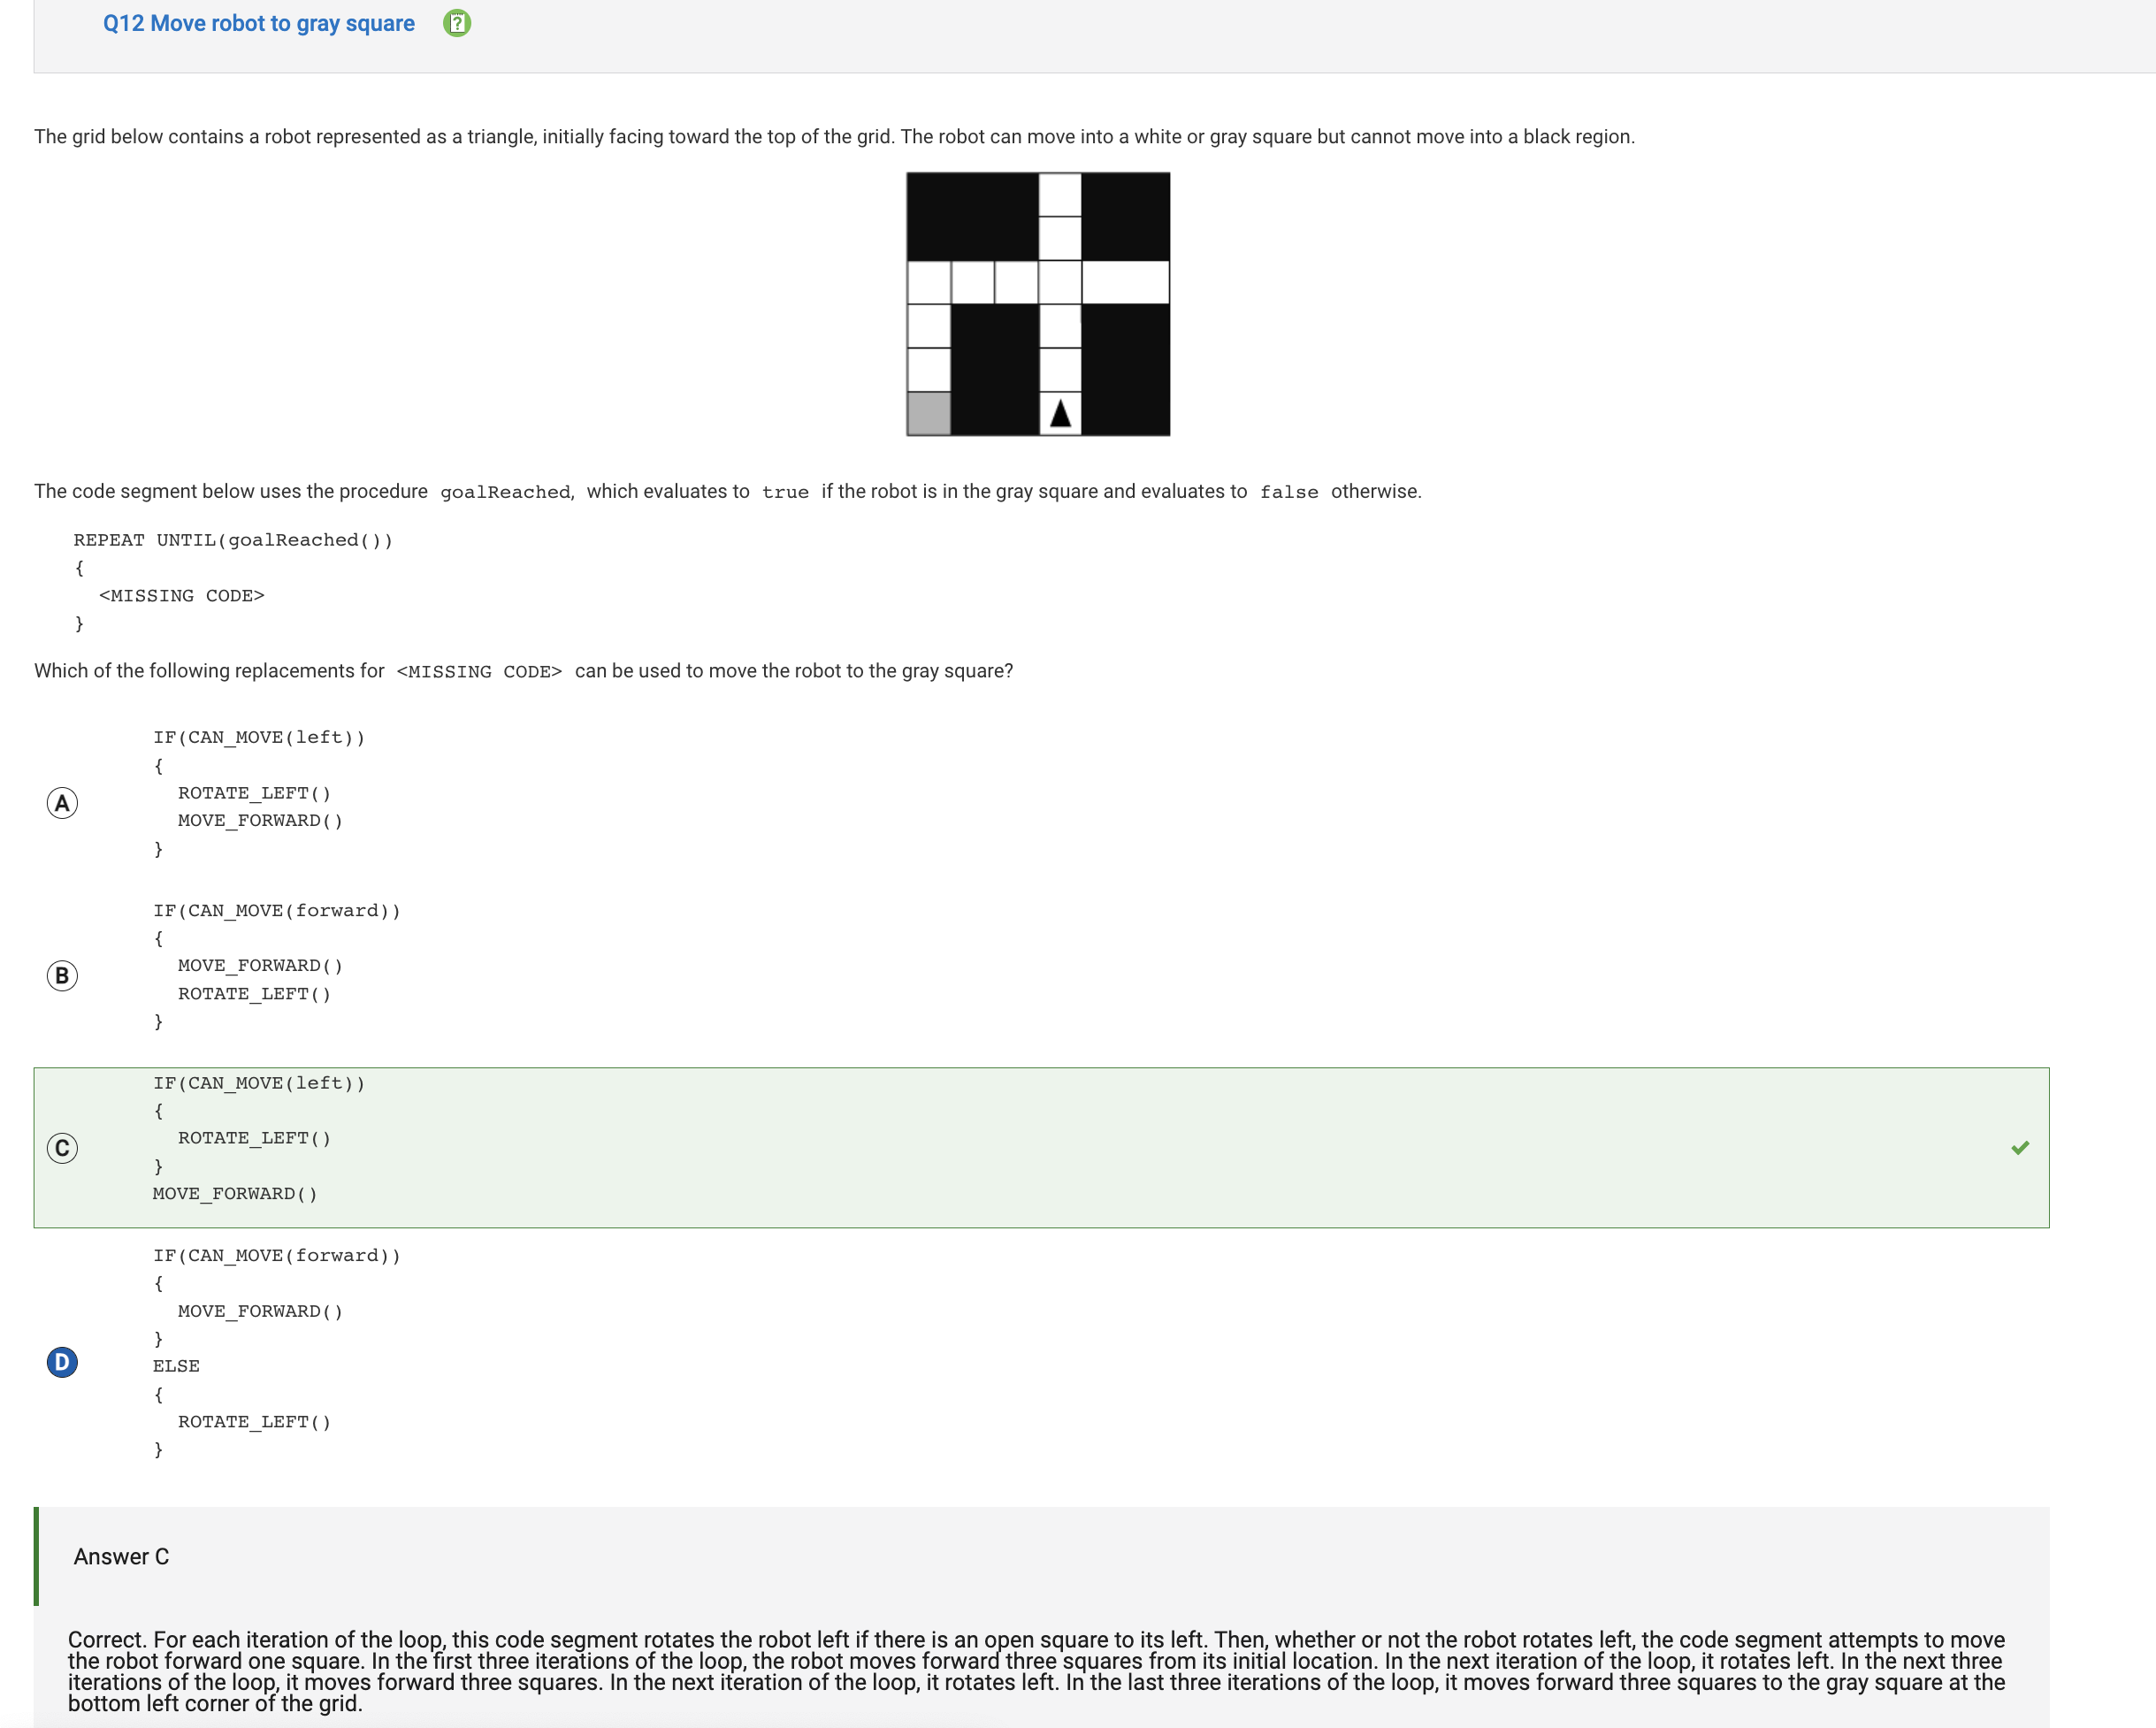 Q12 Move robot to gray square
The grid below contains a robot represented as a triangle, initially facing toward the top of the grid. The robot can move into a white or gray square but cannot move into a black region.
The code segment below uses the procedure goalReached, which evaluates to true if the robot is in the gray square and evaluates to false otherwise.
REPEAT UNTIL(goalReached())
{
<MISSING CODE>
}
Which of the following replacements for <MISSING CODE> can be used to move the robot to the gray square?
A
IF(CAN_MOVE(left))
{
ROTATE_LEFT()
MOVE_FORWARD()
}
B
IF(CAN_MOVE(forward))
{
MOVE_FORWARD()
ROTATE_LEFT()
}
C
IF(CAN_MOVE(left))
{
ROTATE_LEFT()
}
MOVE_FORWARD()
D
IF(CAN_MOVE(forward))
{
MOVE_FORWARD()
}
ELSE
{
ROTATE_LEFT()
}
Answer C
Correct. For each iteration of the loop, this code segment rotates the robot left if there is an open square to its left. Then, whether or not the robot rotates left, the code segment attempts to move
the robot forward one square. In the first three iterations of the loop, the robot moves forward three squares from its initial location. In the next iteration of the loop, it rotates left. In the next three
iterations of the loop, it moves forward three squares. In the next iteration of the loop, it rotates left. In the last three iterations of the loop, it moves forward three squares to the gray square at the
bottom left corner of the grid.